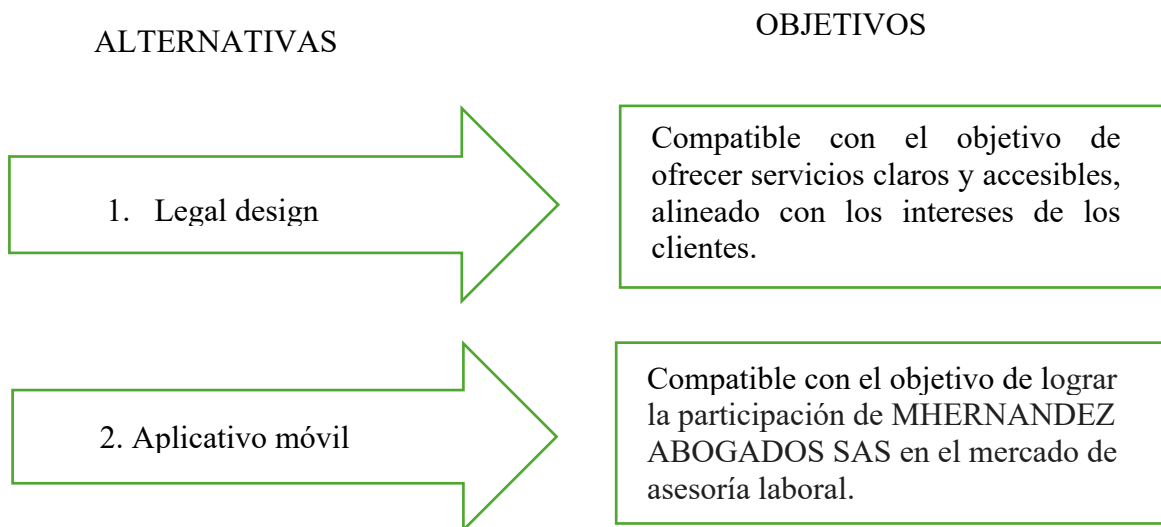 ALTERNATIVAS
OBJETIVOS
1. Legal design
Compatible con el objetivo de
ofrecer servicios claros y accesibles,
alineado con los intereses de los
clientes.
2. Aplicativo móvil
Compatible con el objetivo de lograr
la participación de MHERNANDEZ
ABOGADOS SAS en el mercado de
asesoría laboral.